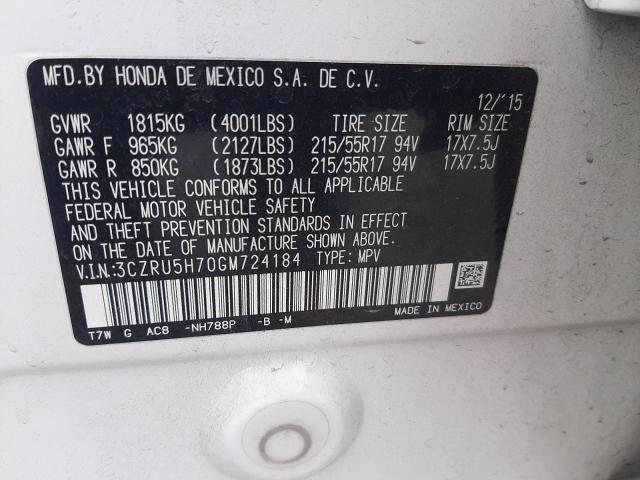 MFD.BY HONDA DE MEXICO S.A. DE C.V.
12/'15
GVWR 1815KG (4001LBS) TIRE SIZE RIM SIZE
GAWR F 965KG (2127LBS) 215/55R17 94V 17X7.5J
GAWR R 850KG (1873LBS) 215/55R17 94V 17X7.5J
THIS VEHICLE CONFORMS TO ALL APPLICABLE
FEDERAL MOTOR VEHICLE SAFETY
AND THEFT PREVENTION STANDARDS IN EFFECT
ON THE DATE OF MANUFACTURE SHOWN ABOVE.
V.I.N:3CZRU5H70GM724184 TYPE: MPV
T7W G AC8 -NH788P -B -M MADE IN MEXICO